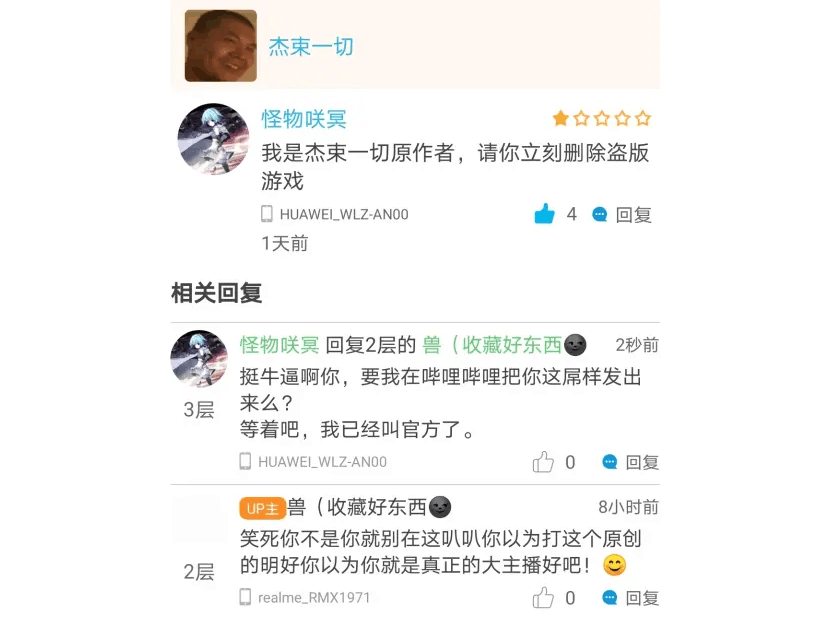 杰束一切
怪物咲冥
我是杰束一切原作者，请你立刻删除盗版
游戏
HUAWEI_WLZ-AN00 4 回复
1天前
相关回复
怪物咲冥 回复2层的 兽（收藏好东西🌚 2秒前
挺牛逼啊你，要我在哔哩哔哩把你这屌样发出
来么？
3层
等着吧，我已经叫官方了。
HUAWEI_WLZ-AN00 0 回复
UP主 兽（收藏好东西🌚 8小时前
笑死你不是你就别在这叭叭你以为打这个原创
的明好你以为你就是真正的大主播好吧！😊
2层
realme_RMX1971 0 回复